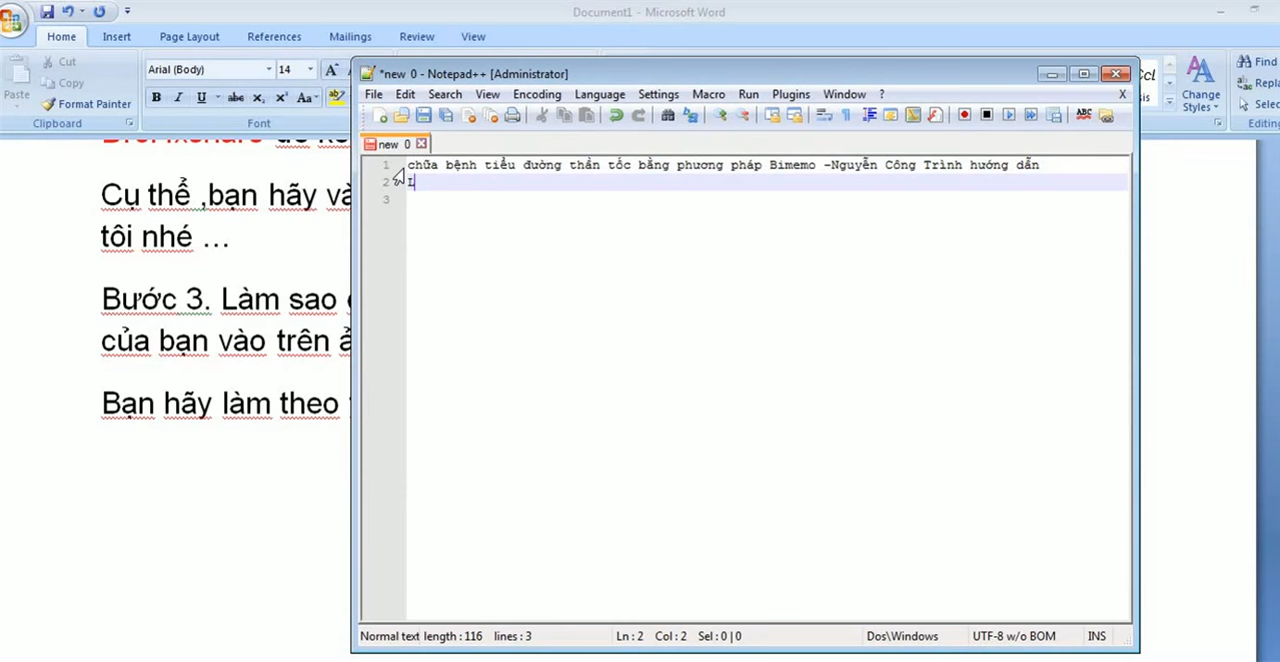 Document1 - Microsoft Word
Home Insert Page Layout References Mailings Review View
Cut
Copy
Format Painter
Paste
Clipboard
Arial (Body) 14
Font
Change
Styles
Find
Editing
*new 0 - Notepad++ [Administrator]
File Edit Search View Encoding Language Settings Macro Run Plugins Window ? X
new 0
1 chữa bệnh tiểu đường thần tốc bằng phương pháp Bimemo -Nguyễn Công Trình hướng dẫn
2 L
3
Cụ thể ,bạn hãy và
tôi nhé ...
Bước 3. Làm sao
của bạn vào trên ả
Bạn hãy làm theo
Normal text length : 116 lines : 3 Ln : 2 Col : 2 Sel : 0 | 0 Dos\Windows UTF-8 w/o BOM INS